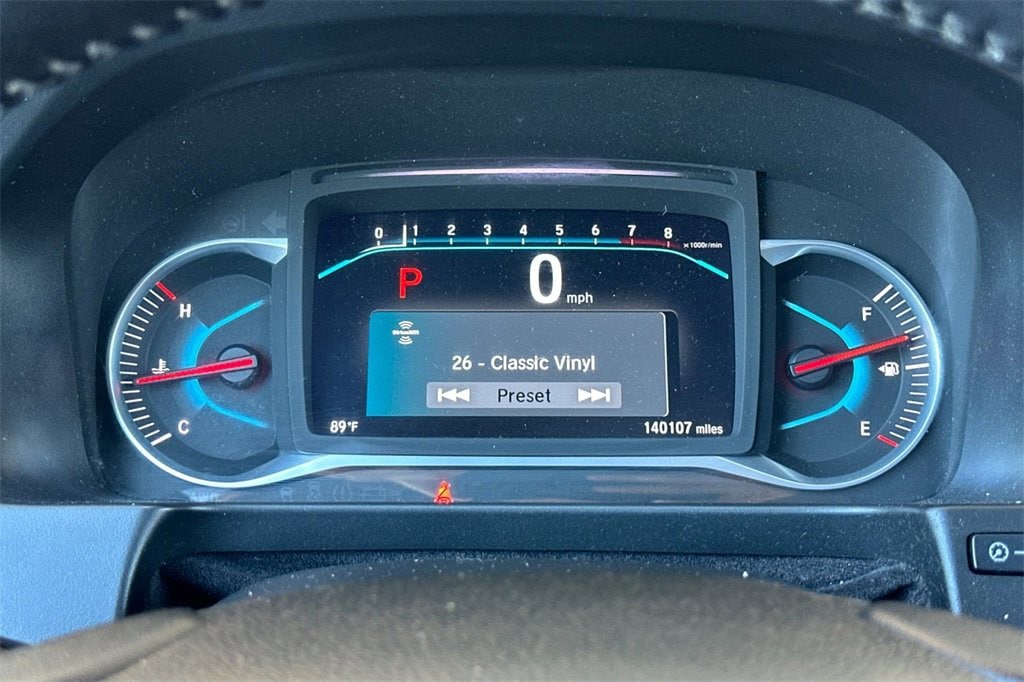 0 1 2 3 4 5 6 7 8 x1000r/min
P 0 mph
H
F
SiriusXM
26 - Classic Vinyl
Preset
C
E
89°F 140107 miles